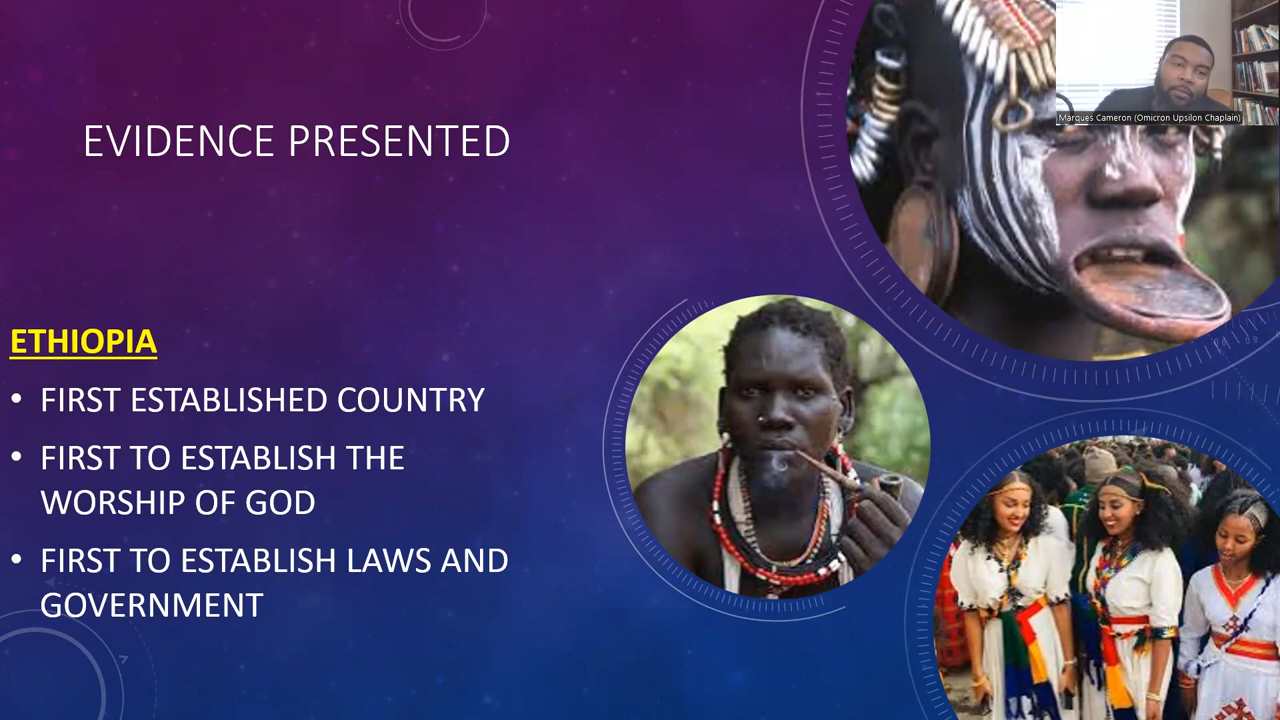 Marques Cameron (Omicron Upsilon Chaplain)
EVIDENCE PRESENTED
ETHIOPIA
• FIRST ESTABLISHED COUNTRY
• FIRST TO ESTABLISH THE
WORSHIP OF GOD
• FIRST TO ESTABLISH LAWS AND
GOVERNMENT